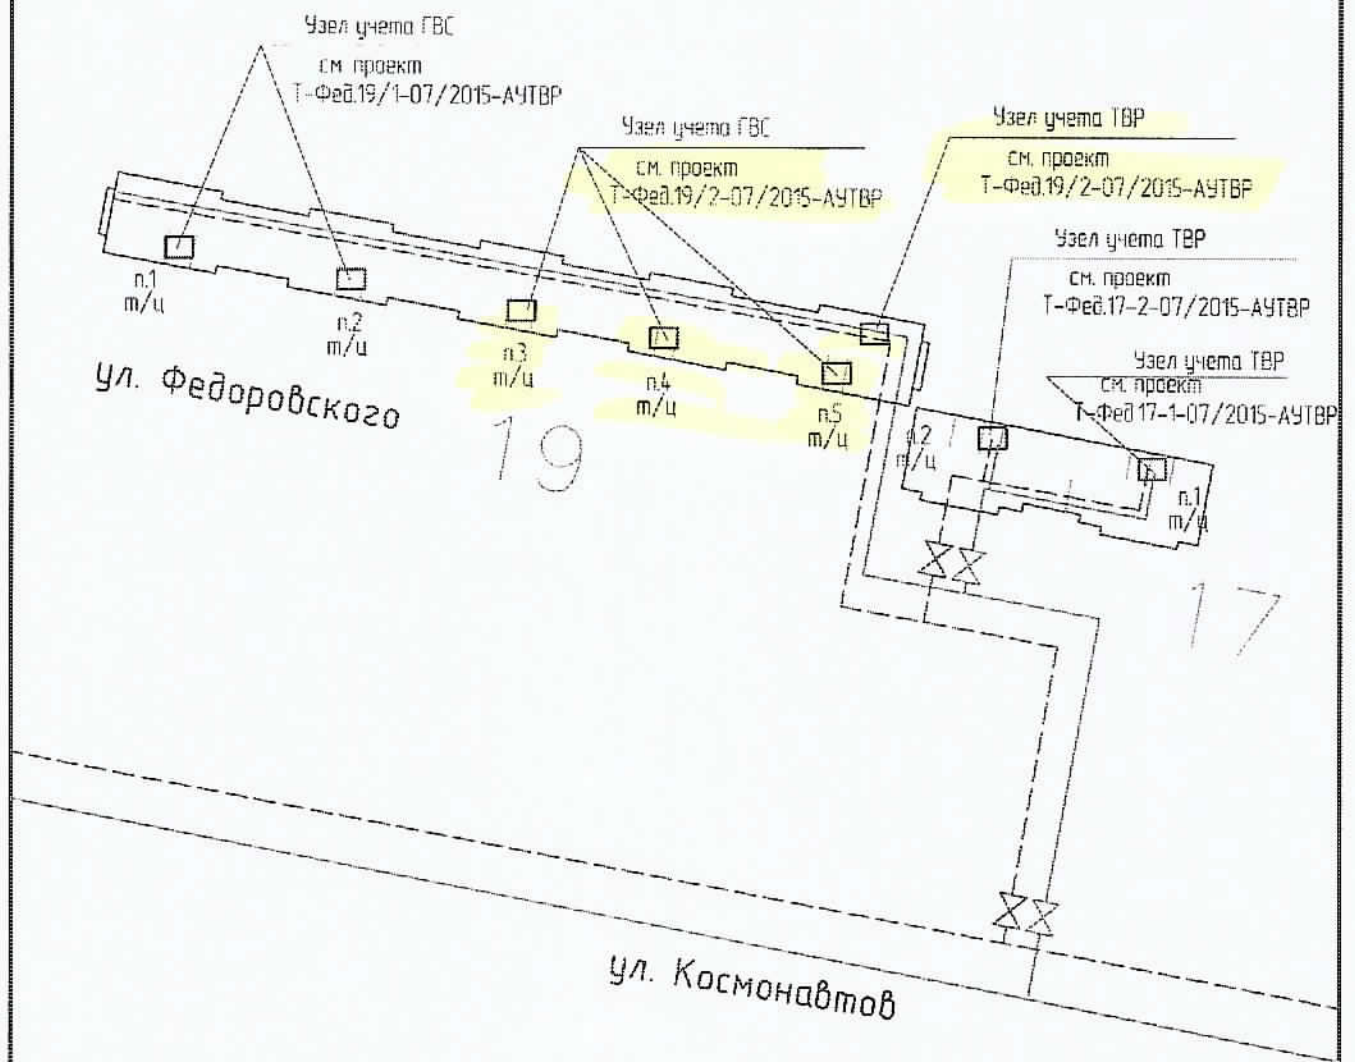 Узел учета ГВС
см. проект
Т-Фед.19/1-07/2015-АУТВР
Узел учета ГВС
см. проект
Т-Фед.19/2-07/2015-АУТВР
Узел учета ТВР
см. проект
Т-Фед.19/2-07/2015-АУТВР
Узел учета ТВР
см. проект
Т-Фед.17-2-07/2015-АУТВР
Узел учета ТВР
см. проект
Т-Фед.17-1-07/2015-АУТВР
п.1
т/ц
п.2
т/ц
п.3
т/ц
п.4
т/ц
п.5
т/ц
п.2
т/ц
п.1
т/ц
ул. Федоровского
19
17
ул. Космонавтов